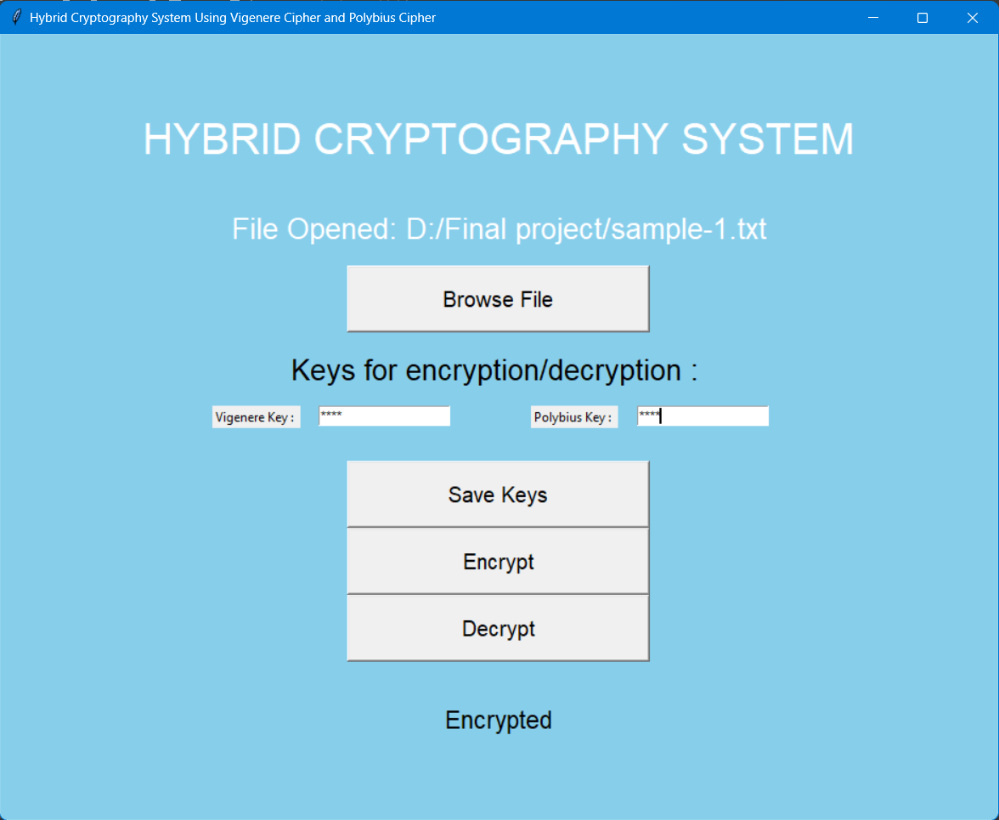 Hybrid Cryptography System Using Vigenere Cipher and Polybius Cipher
HYBRID CRYPTOGRAPHY SYSTEM
File Opened: D:/Final project/sample-1.txt
Browse File
Keys for encryption/decryption :
Vigenere Key : **** Polybius Key : ****
Save Keys
Encrypt
Decrypt
Encrypted